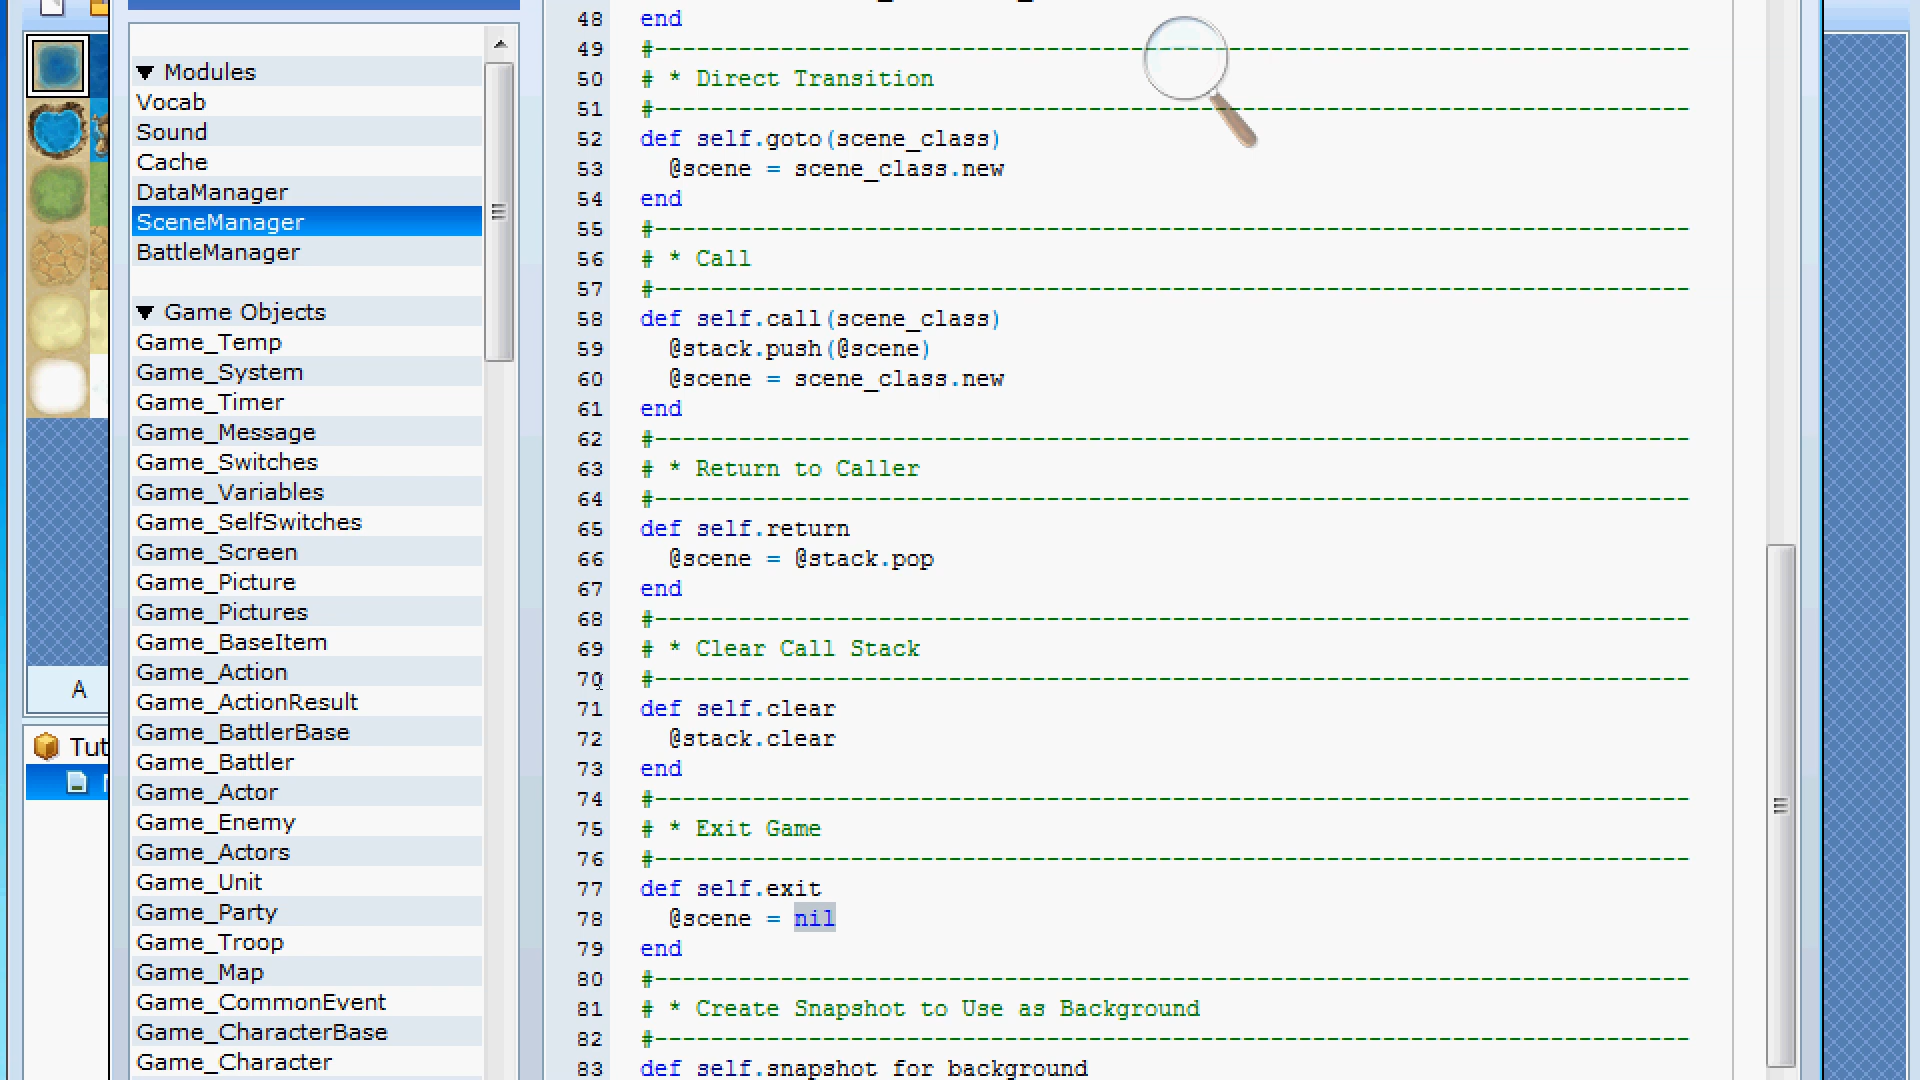 Modules
Vocab
Sound
Cache
DataManager
SceneManager
BattleManager
Game Objects
Game_Temp
Game_System
Game_Timer
Game_Message
Game_Switches
Game_Variables
Game_SelfSwitches
Game_Screen
Game_Picture
Game_Pictures
Game_BaseItem
Game_Action
Game_ActionResult
Game_BattlerBase
Game_Battler
Game_Actor
Game_Enemy
Game_Actors
Game_Unit
Game_Party
Game_Troop
Game_Map
Game_CommonEvent
Game_CharacterBase
Game_Character
A
Tut
48 end
49 #--------------------------------------------------------------------------
50 # * Direct Transition
51 #--------------------------------------------------------------------------
52 def self.goto(scene_class)
53 @scene = scene_class.new
54 end
55 #--------------------------------------------------------------------------
56 # * Call
57 #--------------------------------------------------------------------------
58 def self.call(scene_class)
59 @stack.push(@scene)
60 @scene = scene_class.new
61 end
62 #--------------------------------------------------------------------------
63 # * Return to Caller
64 #--------------------------------------------------------------------------
65 def self.return
66 @scene = @stack.pop
67 end
68 #--------------------------------------------------------------------------
69 # * Clear Call Stack
70 #--------------------------------------------------------------------------
71 def self.clear
72 @stack.clear
73 end
74 #--------------------------------------------------------------------------
75 # * Exit Game
76 #--------------------------------------------------------------------------
77 def self.exit
78 @scene = nil
79 end
80 #--------------------------------------------------------------------------
81 # * Create Snapshot to Use as Background
82 #--------------------------------------------------------------------------
83 def self.snapshot_for_background